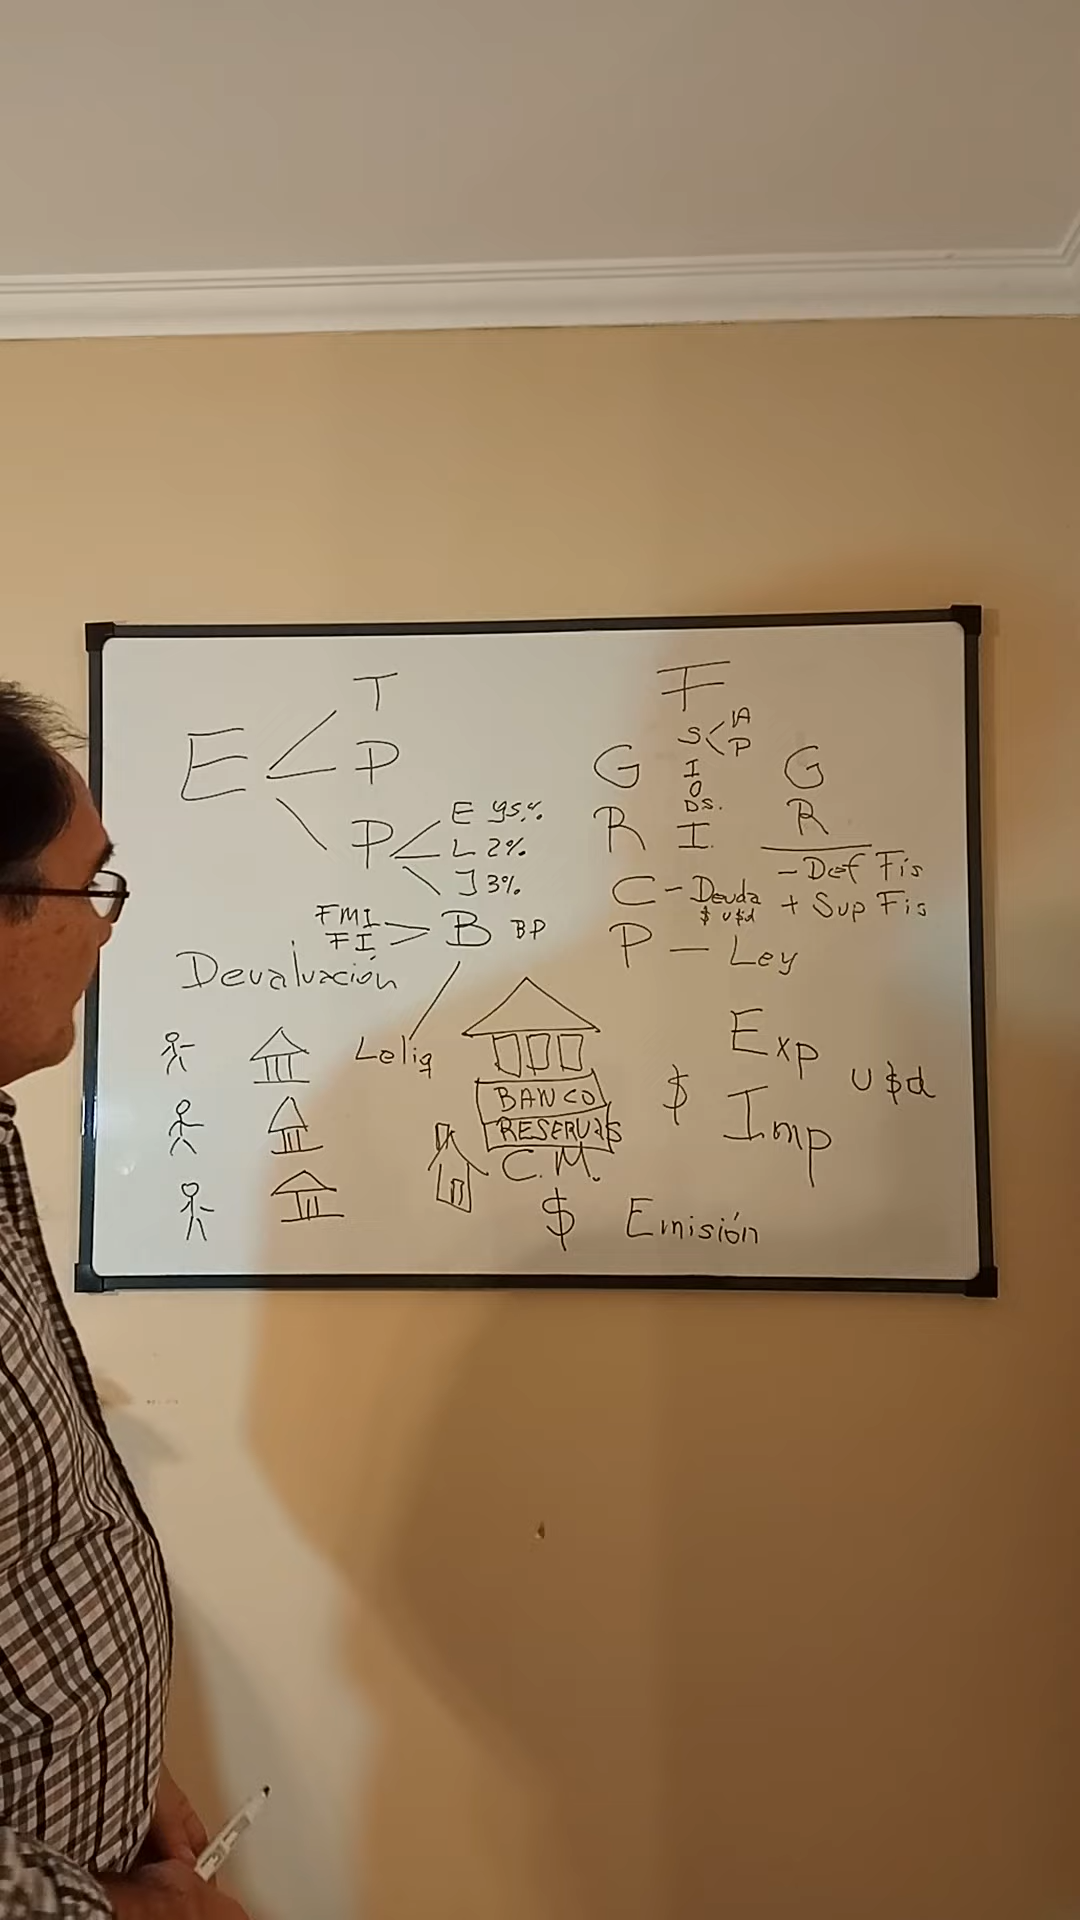 T
E
P
P
E 95%
L 2%
J 3%
FMI
FI
B BP
Devaluación
Leliq
BANCO
RESERVAS
C.M.
$ Emisión
F
S
IA
P
G
I
O
DS.
R I.
C - Deuda
$ u$d
P - Ley
G
R
- Def Fis
+ Sup Fis
$
Exp
Imp
U $d